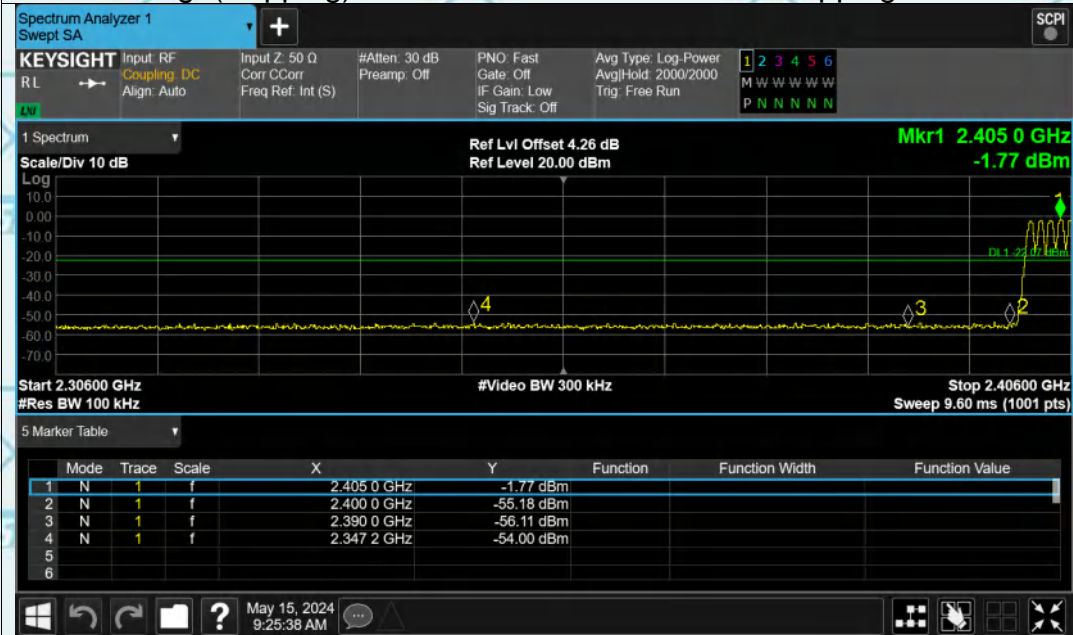 Spectrum Analyzer 1
Swept SA
+
SCPI
KEYSIGHT
RL
LNI
Input: RF
Coupling: DC
Align: Auto
Input Z: 50 Ω
Corr CCorr
Freq Ref: Int (S)
#Atten: 30 dB
Preamp: Off
PNO: Fast
Gate: Off
IF Gain: Low
Sig Track: Off
Avg Type: Log-Power
Avg|Hold: 2000/2000
Trig: Free Run
1 2 3 4 5 6
M W W W W W
P N N N N N
1 Spectrum
Scale/Div 10 dB
Ref Lvl Offset 4.26 dB
Ref Level 20.00 dBm
Mkr1 2.405 0 GHz
-1.77 dBm
Log
10.0
0.00
-10.0
-20.0
-30.0
-40.0
-50.0
-60.0
-70.0
1
DL1 -22.07 dBm
4
3
2
Start 2.30600 GHz
#Video BW 300 kHz
Stop 2.40600 GHz
#Res BW 100 kHz
Sweep 9.60 ms (1001 pts)
5 Marker Table
Mode Trace Scale X Y Function Function Width Function Value
1 N 1 f 2.405 0 GHz -1.77 dBm
2 N 1 f 2.400 0 GHz -55.18 dBm
3 N 1 f 2.390 0 GHz -56.11 dBm
4 N 1 f 2.347 2 GHz -54.00 dBm
5
6
?
May 15, 2024
9:25:38 AM